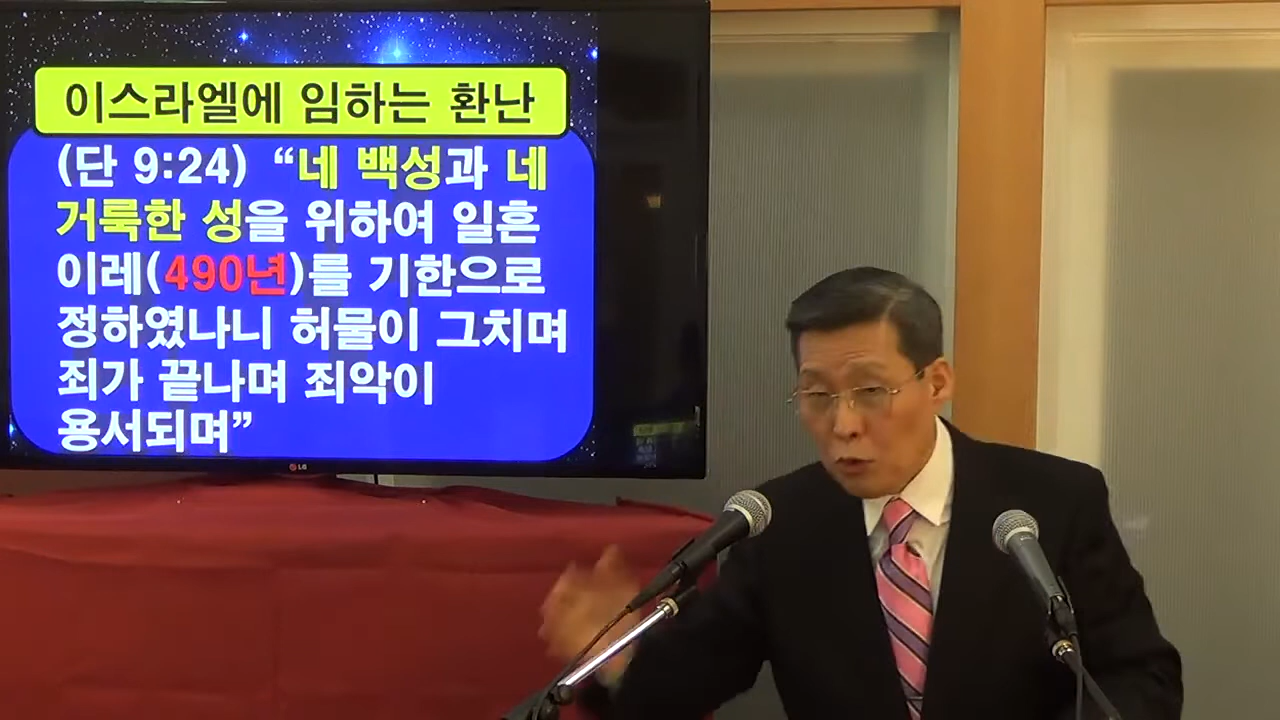 이스라엘에 임하는 환난
(단 9:24) “네 백성과 네
거룩한 성을 위하여 일흔
이레(490년)를 기한으로
정하였나니 허물이 그치며
죄가 끝나며 죄악이
용서되며”
LG